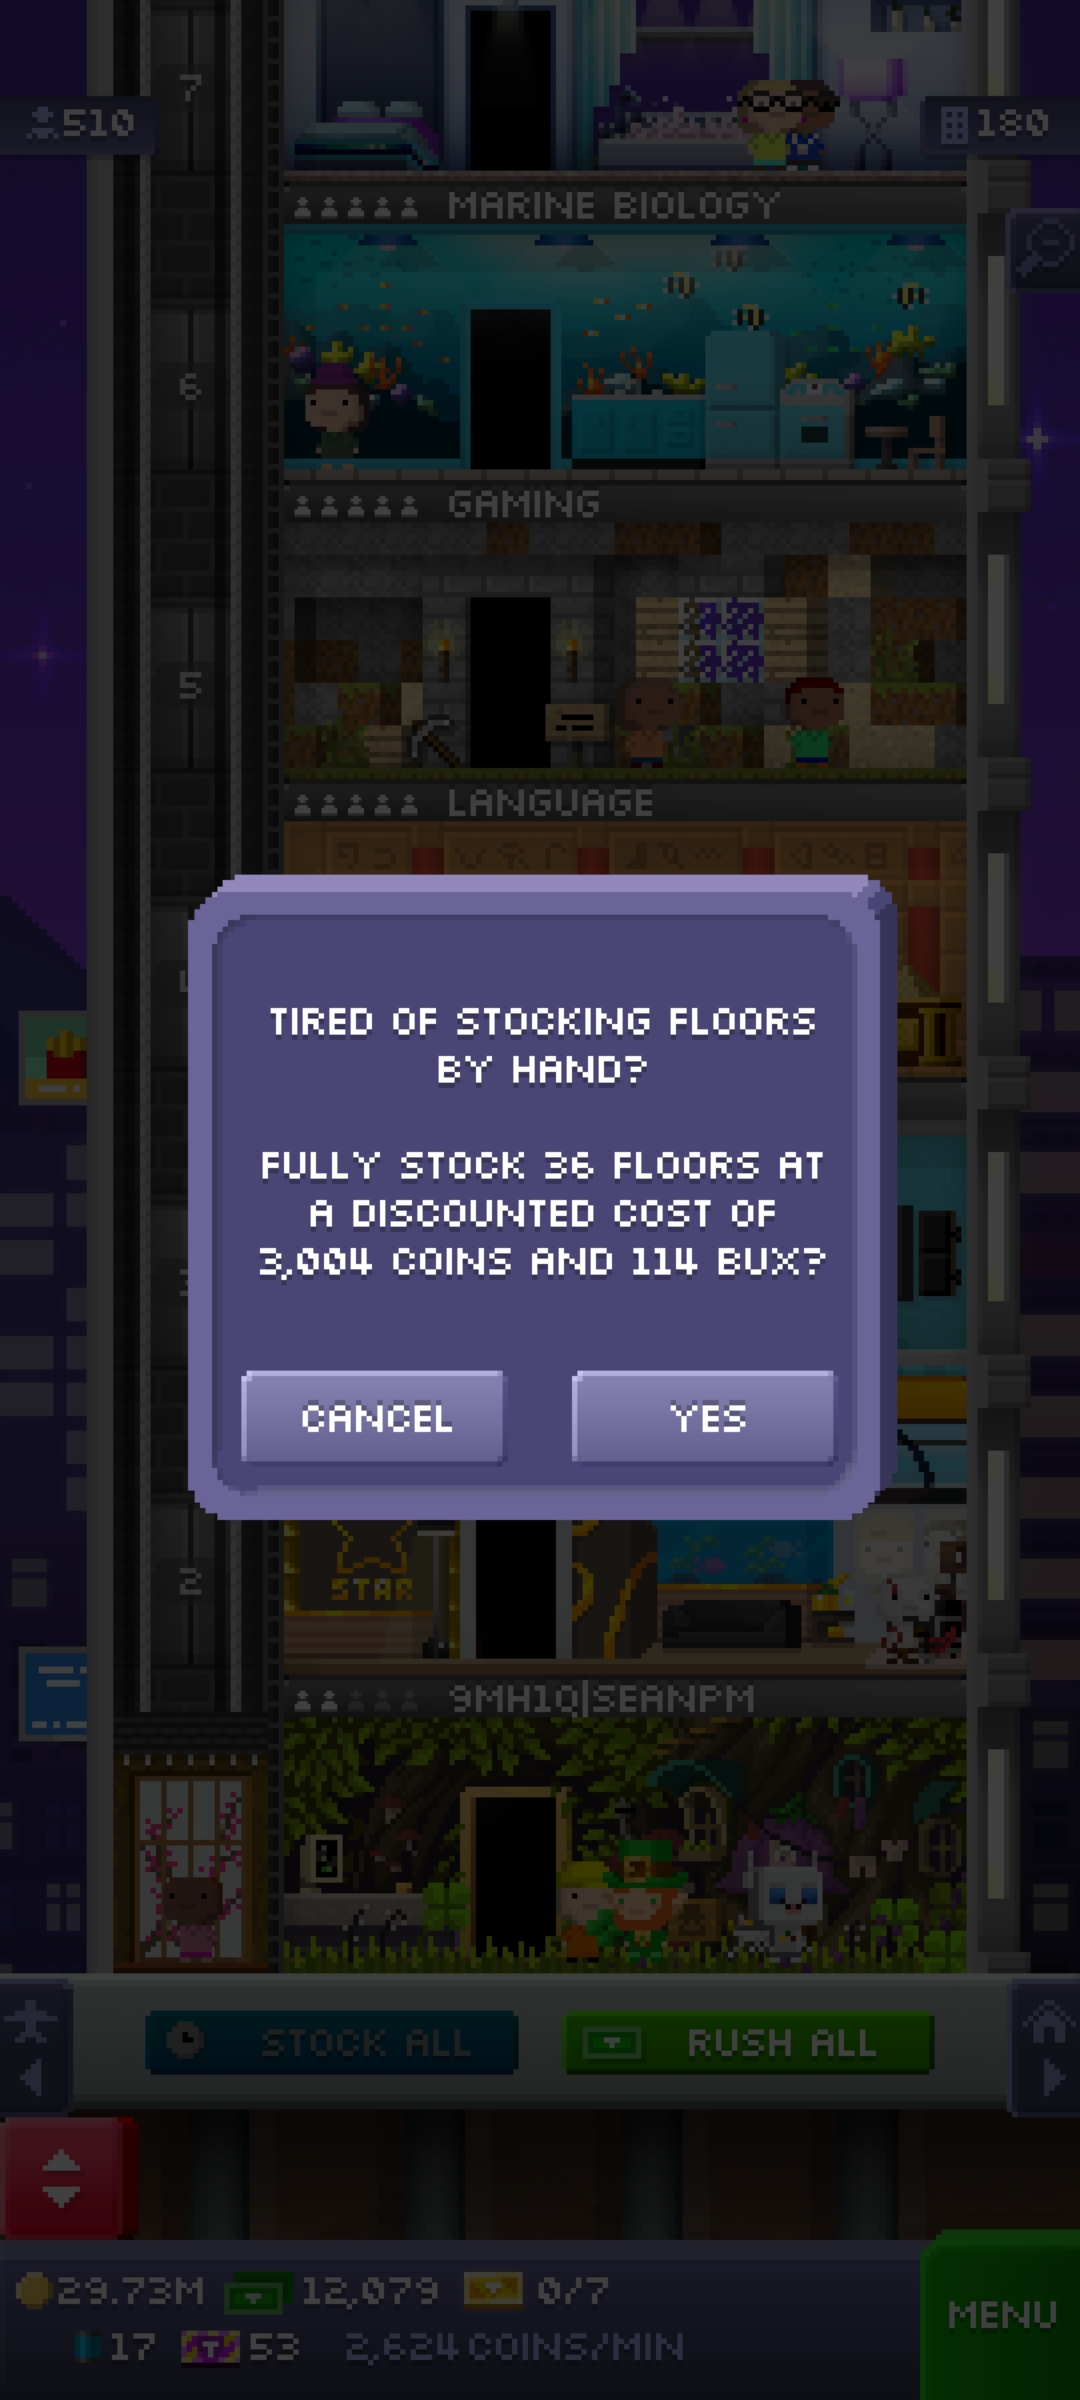 7
510
180
MARINE BIOLOGY
6
GAMING
5
LANGUAGE
TIRED OF STOCKING FLOORS
BY HAND?
FULLY STOCK 36 FLOORS AT
A DISCOUNTED COST OF
3,004 COINS AND 114 BUX?
CANCEL
YES
2
STAR
9MH1Q|SEANPM
STOCK ALL
RUSH ALL
29.73M
12,079
0/7
17
53
2,624 COINS/MIN
MENU